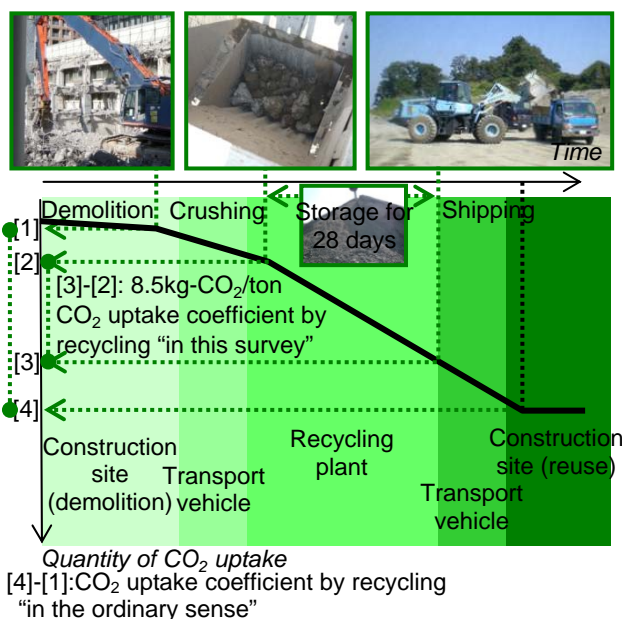 Time
Demolition
Crushing
Storage for
28 days
Shipping
[1]
[2]
[3]-[2]: 8.5kg-CO₂/ton
CO₂ uptake coefficient by
recycling “in this survey”
[3]
[4]
Construction
site
(demolition)
Transport
vehicle
Recycling
plant
Transport
vehicle
Construction
site (reuse)
Quantity of CO₂ uptake
[4]-[1]:CO₂ uptake coefficient by recycling
“in the ordinary sense”